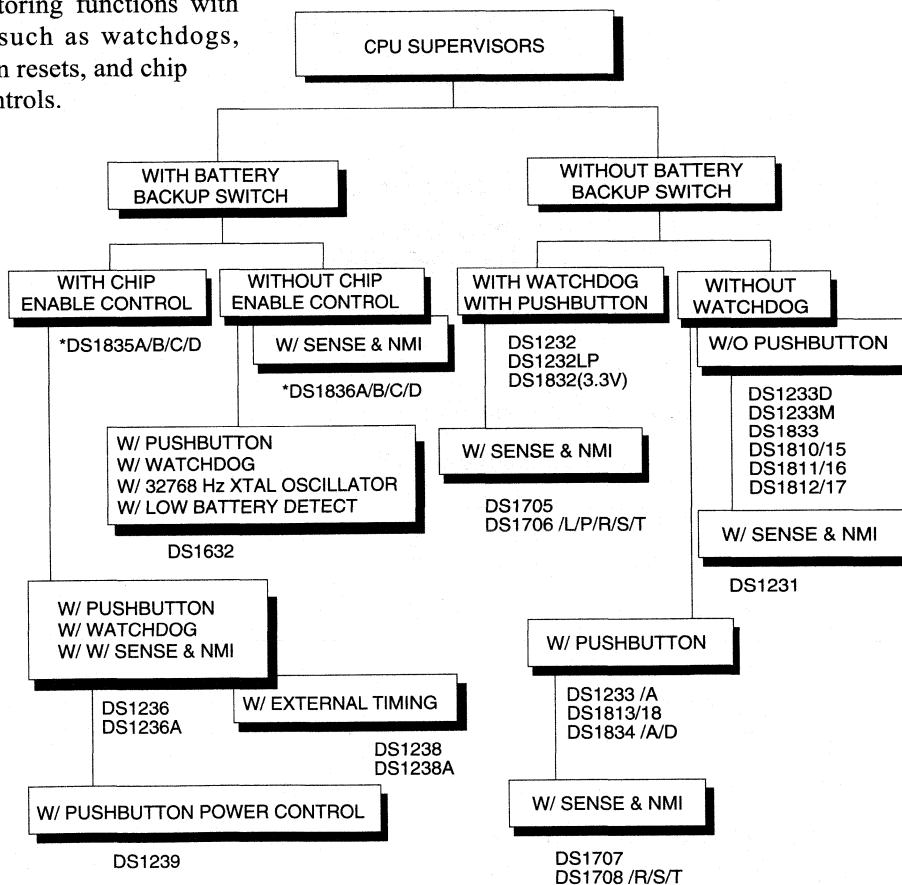 toring functions with
such as watchdogs,
n resets, and chip
ntrols.
CPU SUPERVISORS
WITH BATTERY
BACKUP SWITCH
WITHOUT BATTERY
BACKUP SWITCH
WITH CHIP
ENABLE CONTROL
*DS1835A/B/C/D
WITHOUT CHIP
ENABLE CONTROL
W/ SENSE & NMI
*DS1836A/B/C/D
WITH WATCHDOG
WITH PUSHBUTTON
DS1232
DS1232LP
DS1832(3.3V)
WITHOUT
WATCHDOG
W/O PUSHBUTTON
DS1233D
DS1233M
DS1833
DS1810/15
DS1811/16
DS1812/17
W/ PUSHBUTTON
W/ WATCHDOG
W/ 32768 Hz XTAL OSCILLATOR
W/ LOW BATTERY DETECT
DS1632
W/ SENSE & NMI
DS1705
DS1706 /L/P/R/S/T
W/ SENSE & NMI
DS1231
W/ PUSHBUTTON
W/ WATCHDOG
W/ W/ SENSE & NMI
DS1236
DS1236A
W/ EXTERNAL TIMING
DS1238
DS1238A
W/ PUSHBUTTON
DS1233 /A
DS1813/18
DS1834 /A/D
W/ PUSHBUTTON POWER CONTROL
DS1239
W/ SENSE & NMI
DS1707
DS1708 /R/S/T